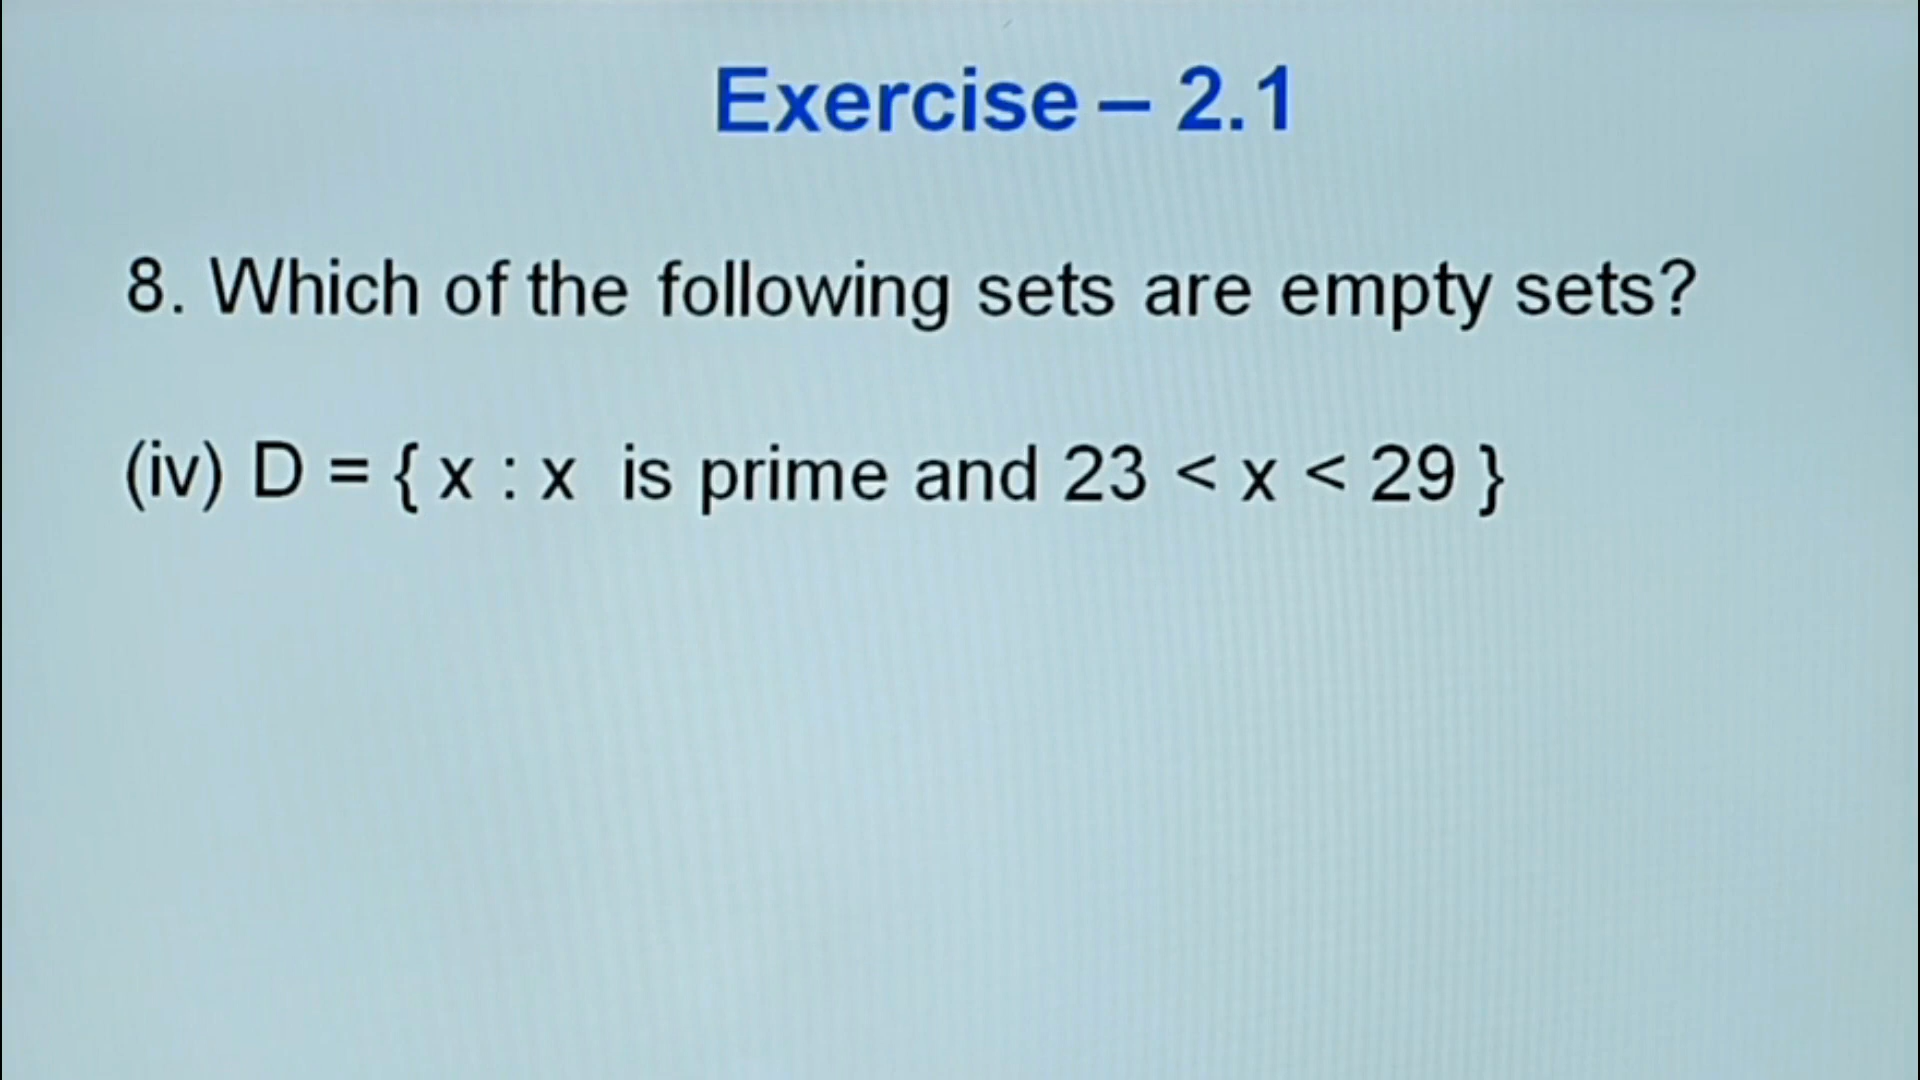 Exercise – 2.1
8. Which of the following sets are empty sets?
(iv) D = { x : x is prime and 23 < x < 29 }